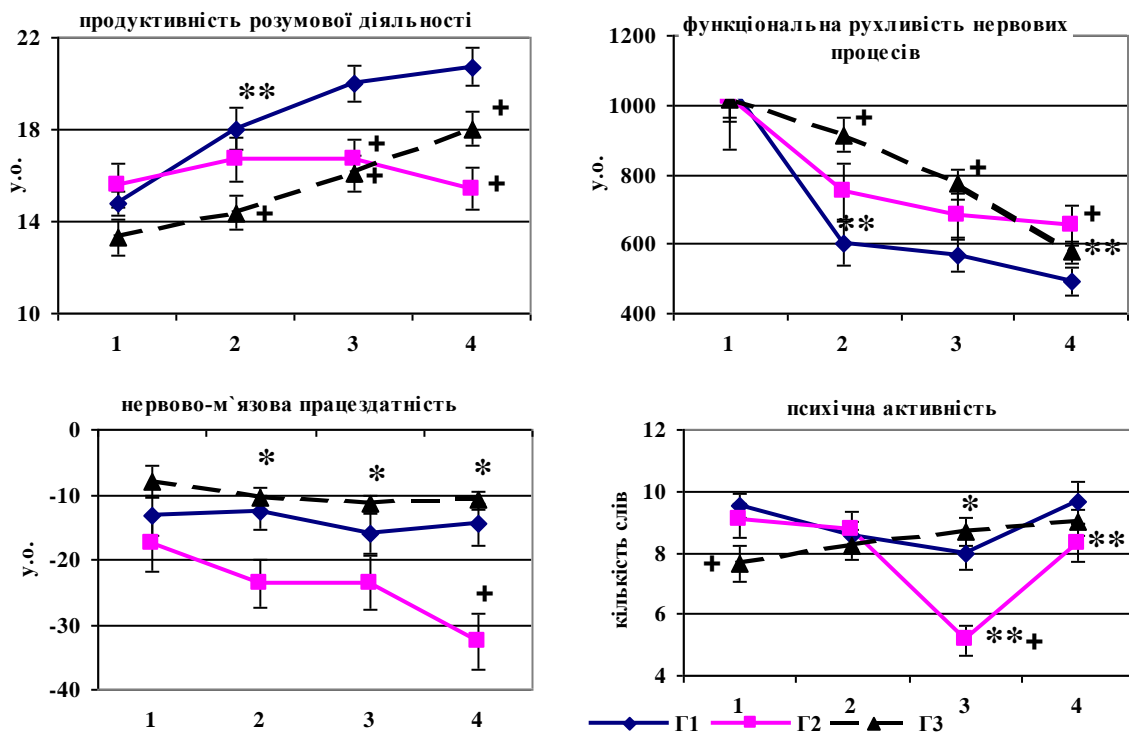 продуктивність розумової діяльності
22
18
14
10
у.о.
**
+
+
+
+
+
1 2 3 4
функціональна рухливість нервових
процесів
1200
1000
800
600
400
у.о.
+
+
+
**
**
1 2 3 4
нервово-м`язова працездатність
0
-10
-20
-30
-40
у.о.
* * *
+
1 2 3 4
психічна активність
12
10
8
6
4
кількість слів
+
*
**
**+
1 2 3 4
Г1 Г2 Г3